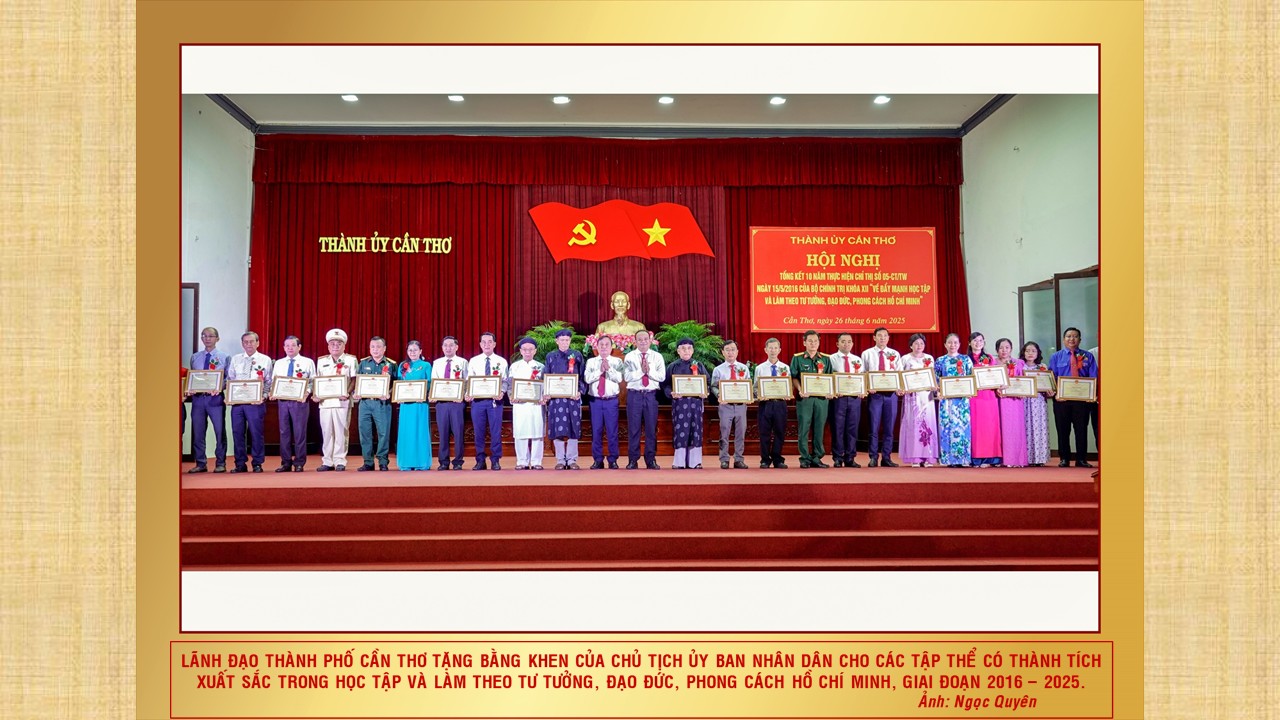 THÀNH ỦY CẦN THƠ
THÀNH ỦY CẦN THƠ
HỘI NGHỊ
TỔNG KẾT 10 NĂM THỰC HIỆN CHỈ THỊ SỐ 05-CT/TW
NGÀY 15/5/2016 CỦA BỘ CHÍNH TRỊ KHÓA XII "VỀ ĐẨY MẠNH HỌC TẬP
VÀ LÀM THEO TƯ TƯỞNG, ĐẠO ĐỨC, PHONG CÁCH HỒ CHÍ MINH"
Cần Thơ, ngày 26 tháng 6 năm 2025
LÃNH ĐẠO THÀNH PHỐ CẦN THƠ TẶNG BẰNG KHEN CỦA CHỦ TỊCH ỦY BAN NHÂN DÂN CHO CÁC TẬP THỂ CÓ THÀNH TÍCH
XUẤT SẮC TRONG HỌC TẬP VÀ LÀM THEO TƯ TƯỞNG, ĐẠO ĐỨC, PHONG CÁCH HỒ CHÍ MINH, GIAI ĐOẠN 2016 – 2025.
Ảnh: Ngọc Quyên